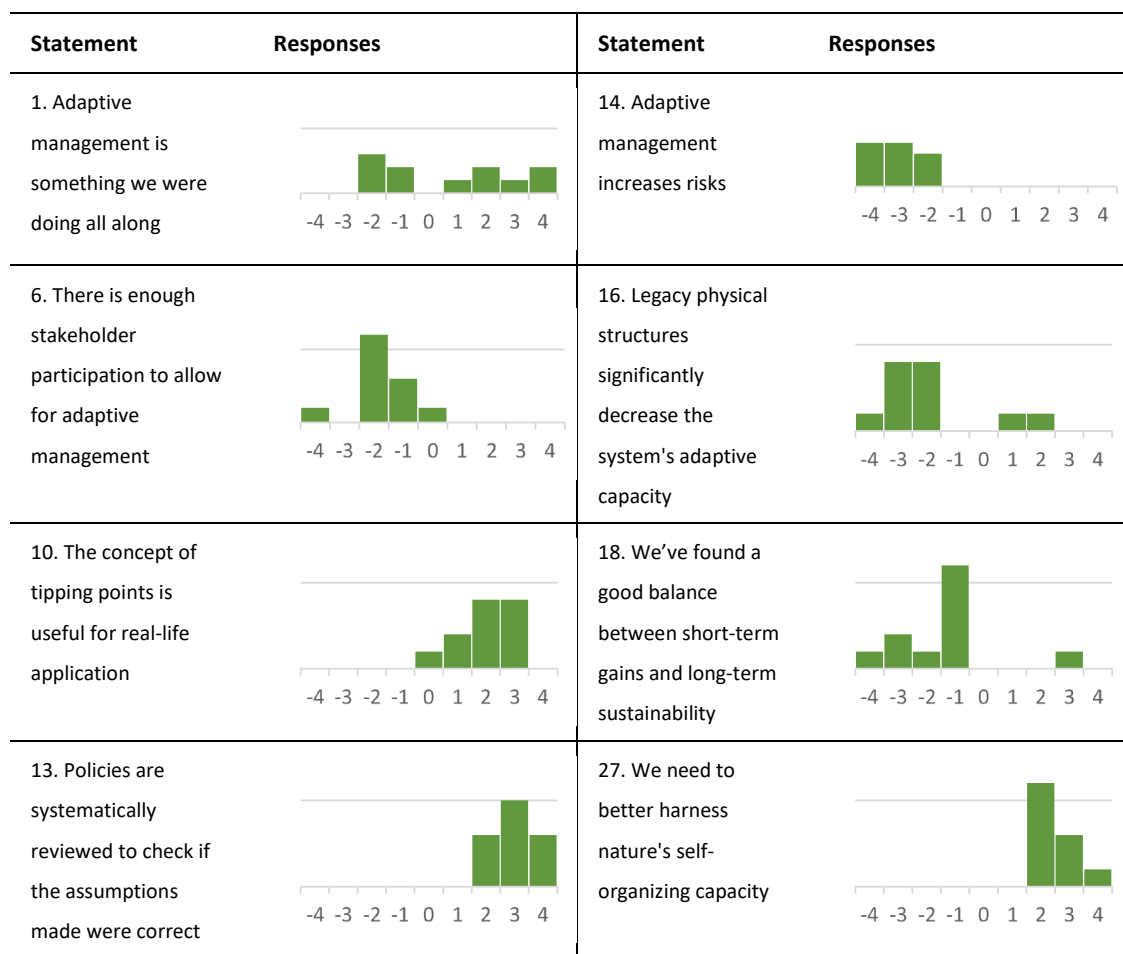 Statement Responses Statement Responses
1. Adaptive
management is
something we were
doing all along
-4 -3 -2 -1 0 1 2 3 4
14. Adaptive
management
increases risks
-4 -3 -2 -1 0 1 2 3 4
6. There is enough
stakeholder
participation to allow
for adaptive
management
-4 -3 -2 -1 0 1 2 3 4
16. Legacy physical
structures
significantly
decrease the
system's adaptive
capacity
-4 -3 -2 -1 0 1 2 3 4
10. The concept of
tipping points is
useful for real-life
application
-4 -3 -2 -1 0 1 2 3 4
18. We’ve found a
good balance
between short-term
gains and long-term
sustainability
-4 -3 -2 -1 0 1 2 3 4
13. Policies are
systematically
reviewed to check if
the assumptions
made were correct
-4 -3 -2 -1 0 1 2 3 4
27. We need to
better harness
nature's self-
organizing capacity
-4 -3 -2 -1 0 1 2 3 4